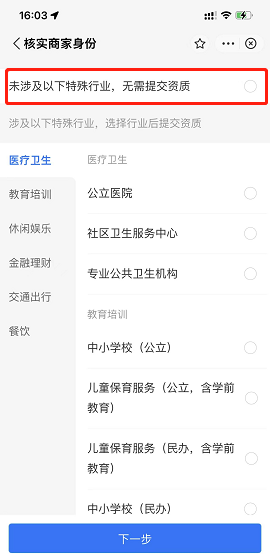 16:03
核实商家身份
未涉及以下特殊行业，无需提交资质
涉及以下特殊行业，选择行业后提交资质
医疗卫生
教育培训
休闲娱乐
金融理财
交通出行
餐饮
医疗卫生
公立医院
社区卫生服务中心
专业公共卫生机构
教育培训
中小学校（公立）
儿童保育服务（公立，含学前
教育）
儿童保育服务（民办，含学前
教育）
中小学校（民办）
下一步